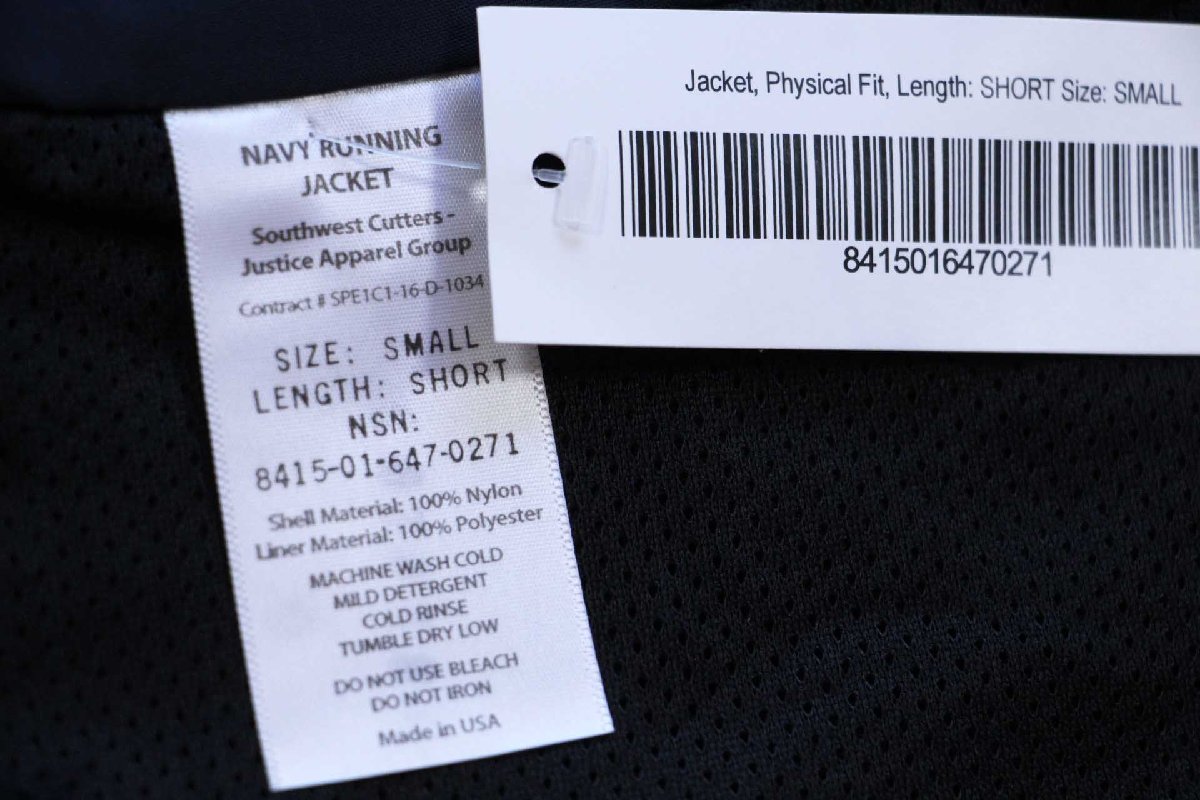 NAVY RUNNING
JACKET
Southwest Cutters -
Justice Apparel Group
Contract # SPE1C1-16-D-1034
SIZE: SMALL
LENGTH: SHORT
NSN:
8415-01-647-0271
Shell Material: 100% Nylon
Liner Material: 100% Polyester
MACHINE WASH COLD
MILD DETERGENT
COLD RINSE
TUMBLE DRY LOW
DO NOT USE BLEACH
DO NOT IRON
Made in USA
Jacket, Physical Fit, Length: SHORT Size: SMALL
8415016470271